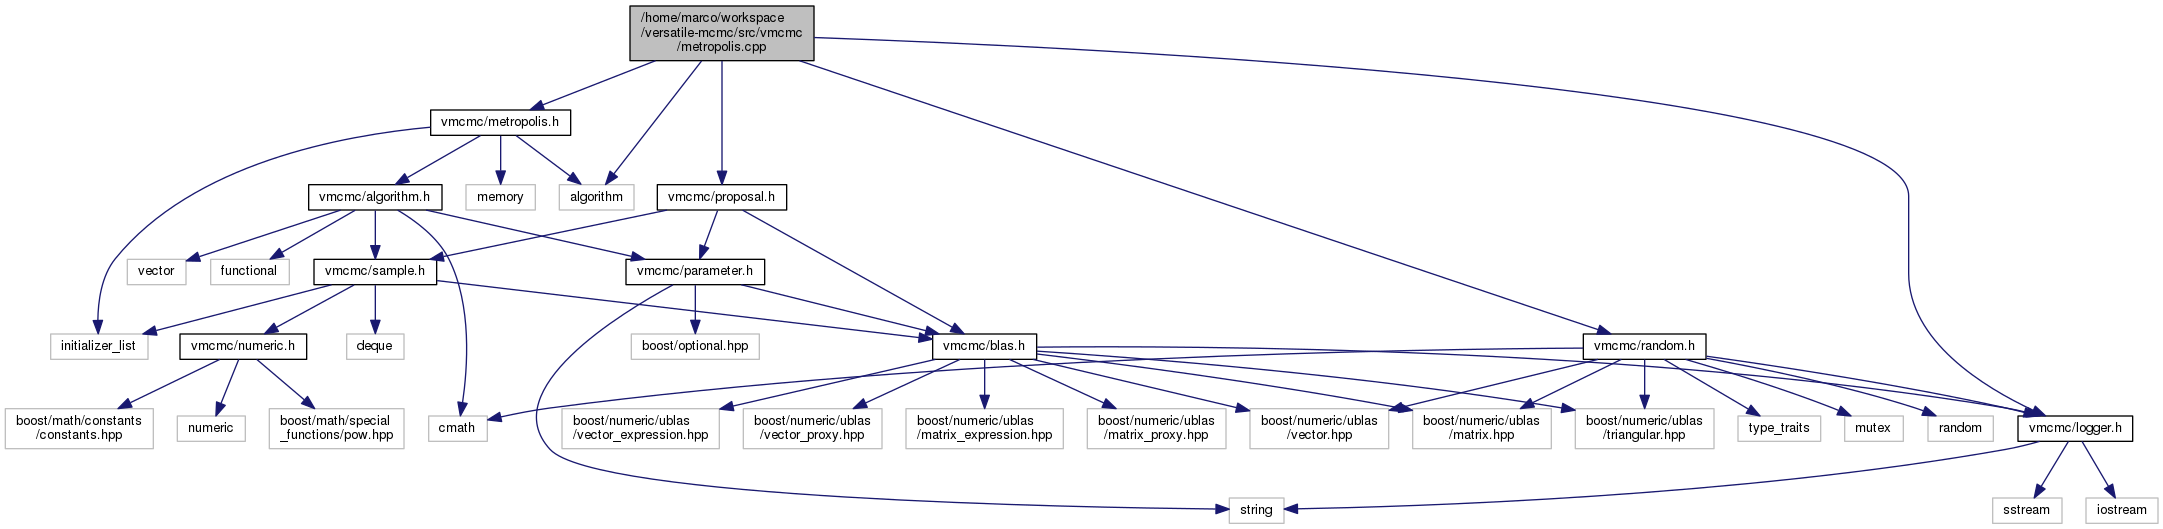 /home/marco/workspace
/versatile-mcmc/src/vmcmc
/metropolis.cpp
vmcmc/metropolis.h
vmcmc/algorithm.h
memory
algorithm
vmcmc/proposal.h
vector
functional
vmcmc/sample.h
vmcmc/parameter.h
initializer_list
vmcmc/numeric.h
deque
boost/optional.hpp
vmcmc/blas.h
vmcmc/random.h
boost/math/constants
/constants.hpp
numeric
boost/math/special
_functions/pow.hpp
cmath
boost/numeric/ublas
/vector_expression.hpp
boost/numeric/ublas
/vector_proxy.hpp
boost/numeric/ublas
/matrix_expression.hpp
boost/numeric/ublas
/matrix_proxy.hpp
boost/numeric/ublas
/vector.hpp
boost/numeric/ublas
/matrix.hpp
boost/numeric/ublas
/triangular.hpp
type_traits
mutex
random
vmcmc/logger.h
string
sstream
iostream